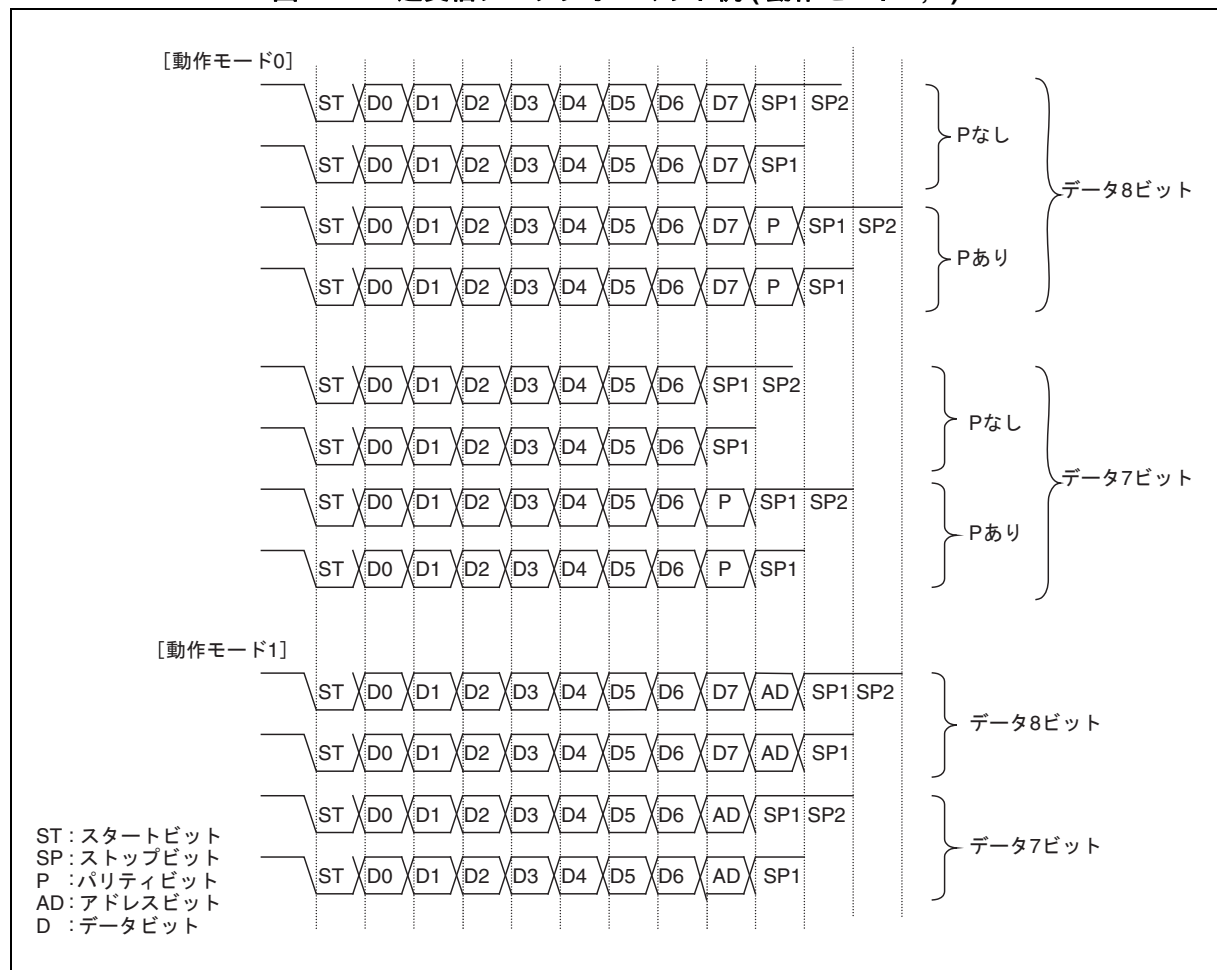 [動作モード0]
ST D0 D1 D2 D3 D4 D5 D6 D7 SP1 SP2
ST D0 D1 D2 D3 D4 D5 D6 D7 SP1
Pなし
ST D0 D1 D2 D3 D4 D5 D6 D7 P SP1 SP2
ST D0 D1 D2 D3 D4 D5 D6 D7 P SP1
Pあり
データ8ビット
ST D0 D1 D2 D3 D4 D5 D6 SP1 SP2
ST D0 D1 D2 D3 D4 D5 D6 SP1
Pなし
ST D0 D1 D2 D3 D4 D5 D6 P SP1 SP2
ST D0 D1 D2 D3 D4 D5 D6 P SP1
Pあり
データ7ビット
[動作モード1]
ST D0 D1 D2 D3 D4 D5 D6 D7 AD SP1 SP2
ST D0 D1 D2 D3 D4 D5 D6 D7 AD SP1
データ8ビット
ST D0 D1 D2 D3 D4 D5 D6 AD SP1 SP2
ST D0 D1 D2 D3 D4 D5 D6 AD SP1
データ7ビット
ST:スタートビット
SP:ストップビット
P :パリティビット
AD:アドレスビット
D :データビット